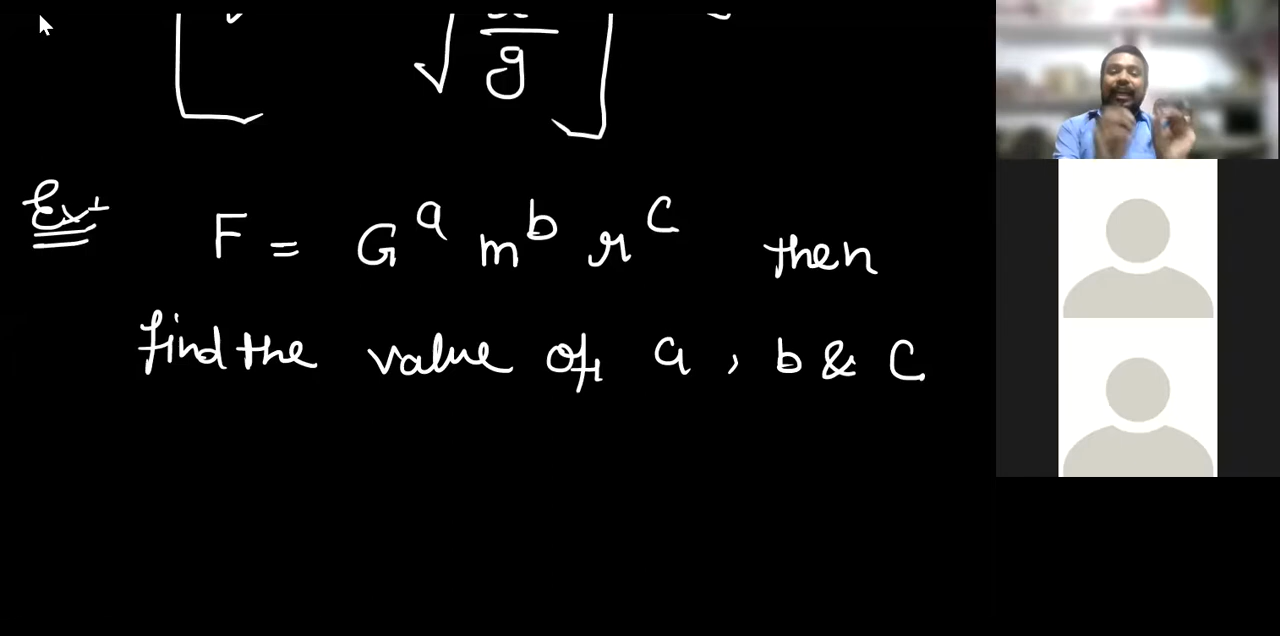 √ g
Ex:
F = G^a m^b r^c then
find the value of a, b & c